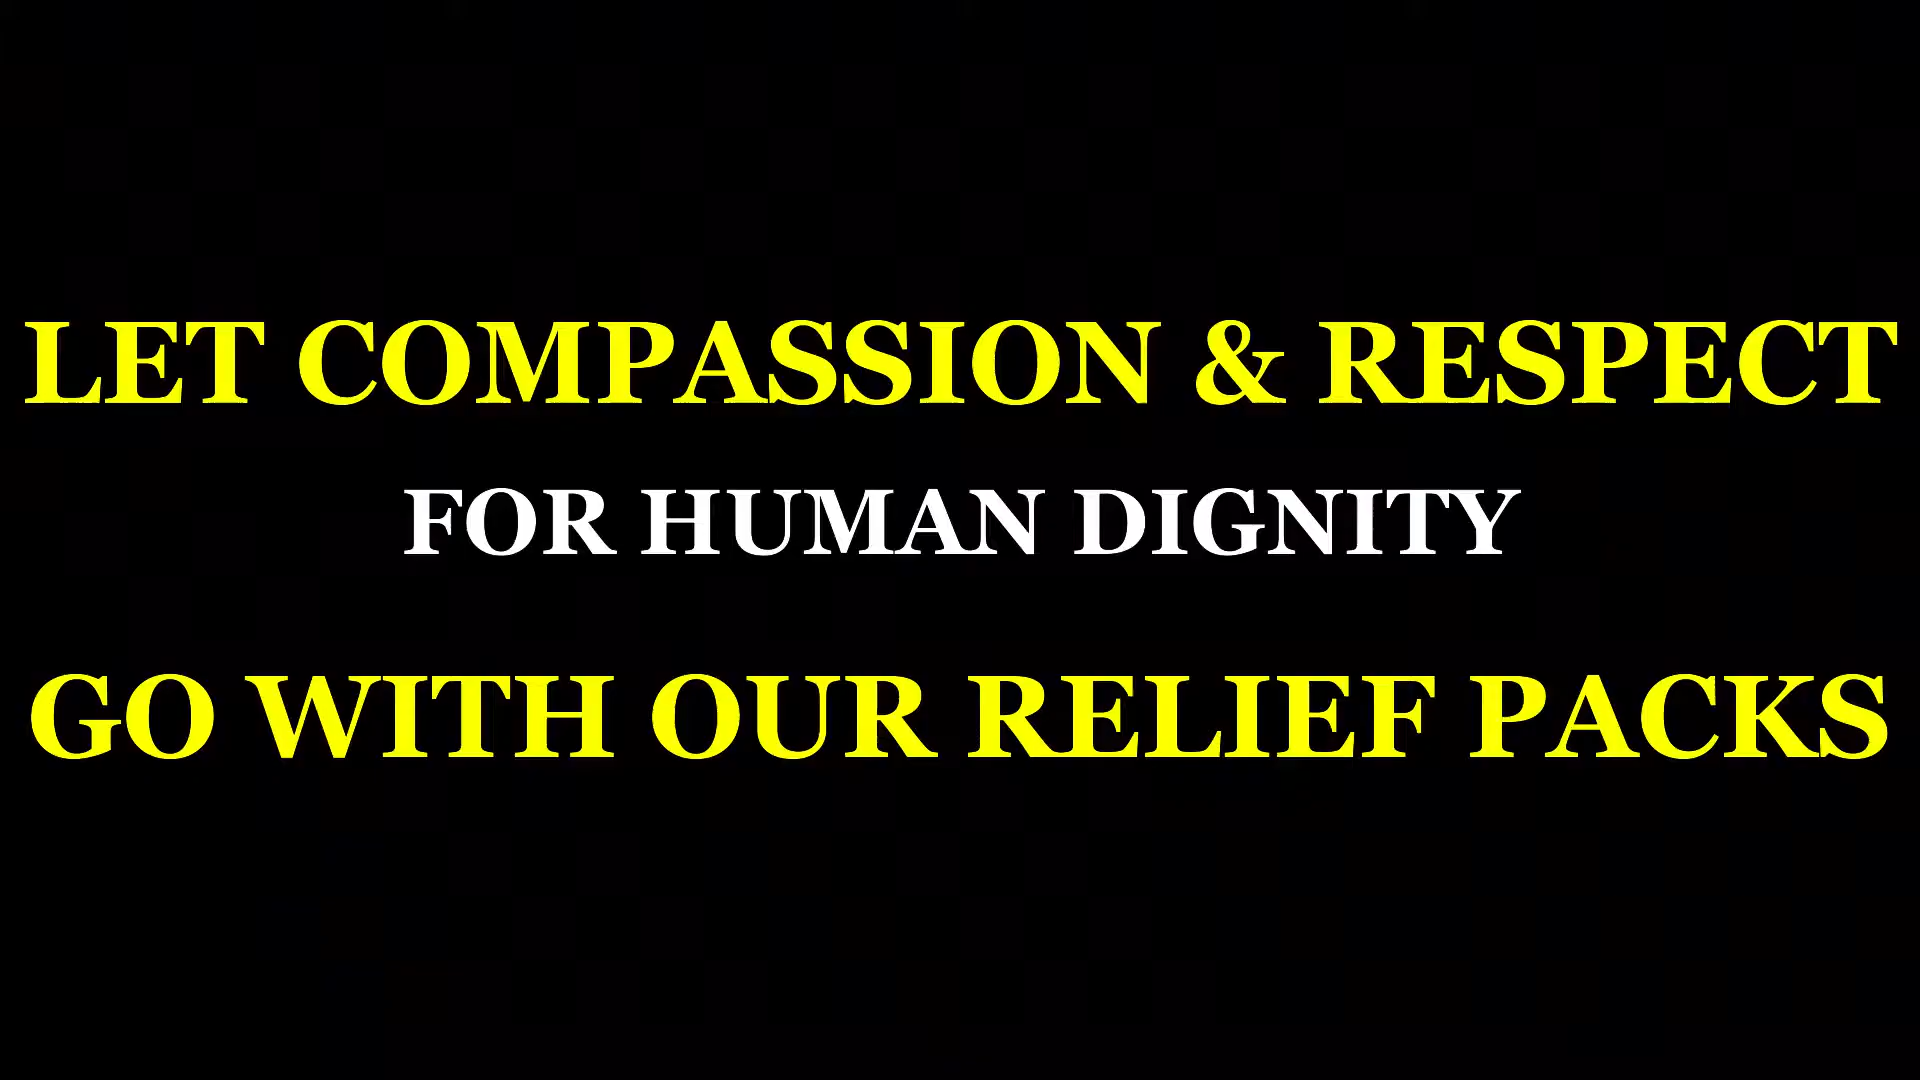 LET COMPASSION & RESPECT
FOR HUMAN DIGNITY
GO WITH OUR RELIEF PACKS